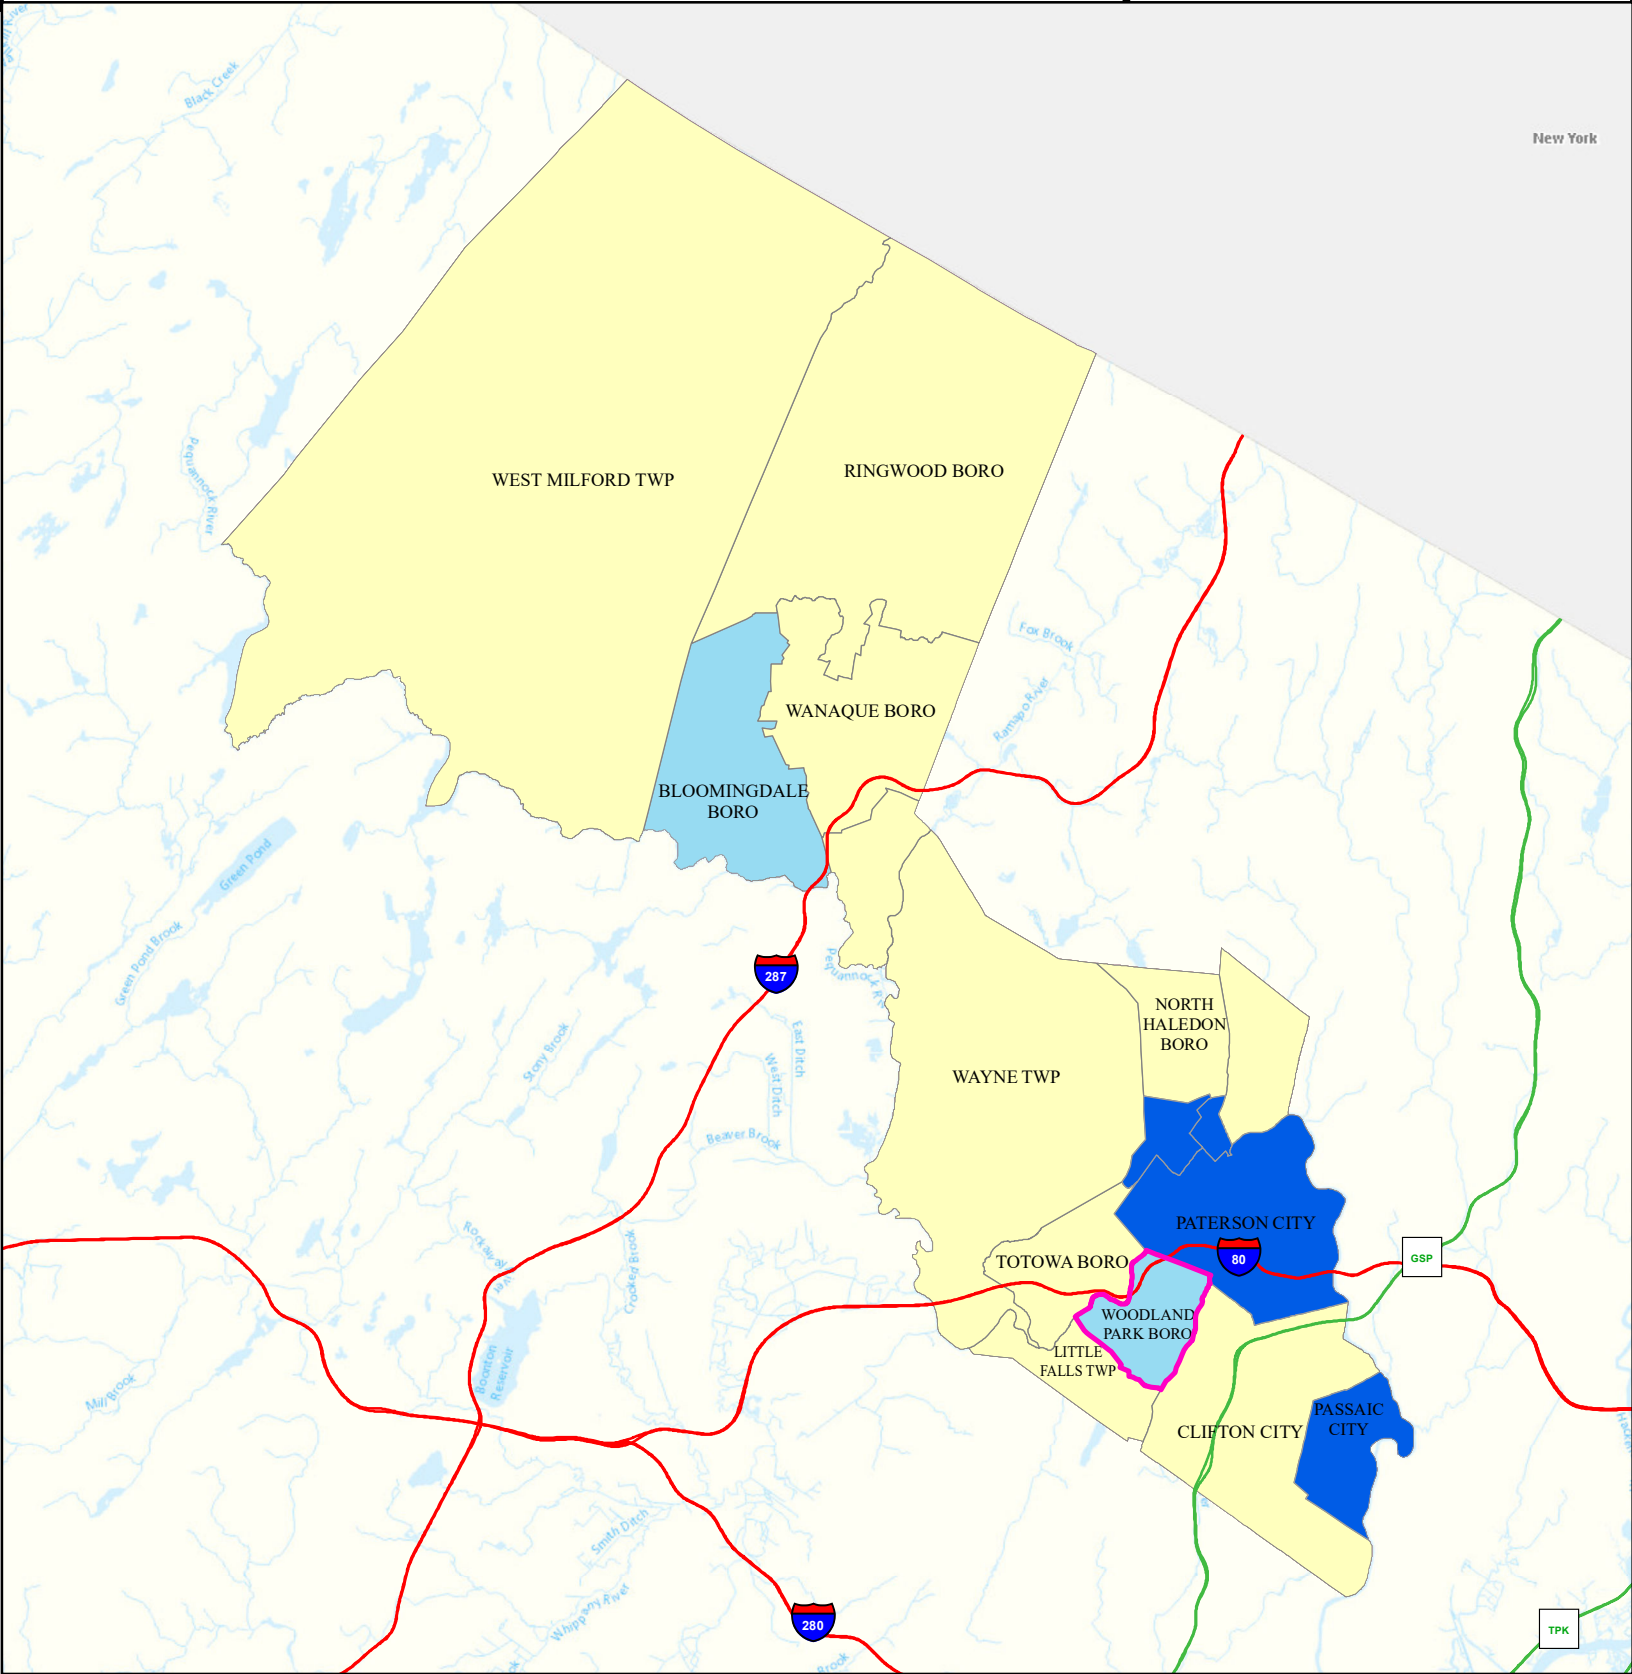 New York
Black Creek
Pequannock River
WEST MILFORD TWP
RINGWOOD BORO
Fox Brook
Ramapo River
WANAQUE BORO
BLOOMINGDALE
BORO
Green Pond
Green Pond Brook
287
East Ditch
West Ditch
Stony Brook
Beaver Brook
NORTH
HALEDON
BORO
WAYNE TWP
PATERSON CITY
80
GSP
TOTOWA BORO
Crooked Brook
WOODLAND
PARK BORO
LITTLE
FALLS TWP
Boonton
Reservoir
Mill Brook
PASSAIC
CITY
CLIFTON CITY
Smith Ditch
Whippany River
280
TPK
Brook